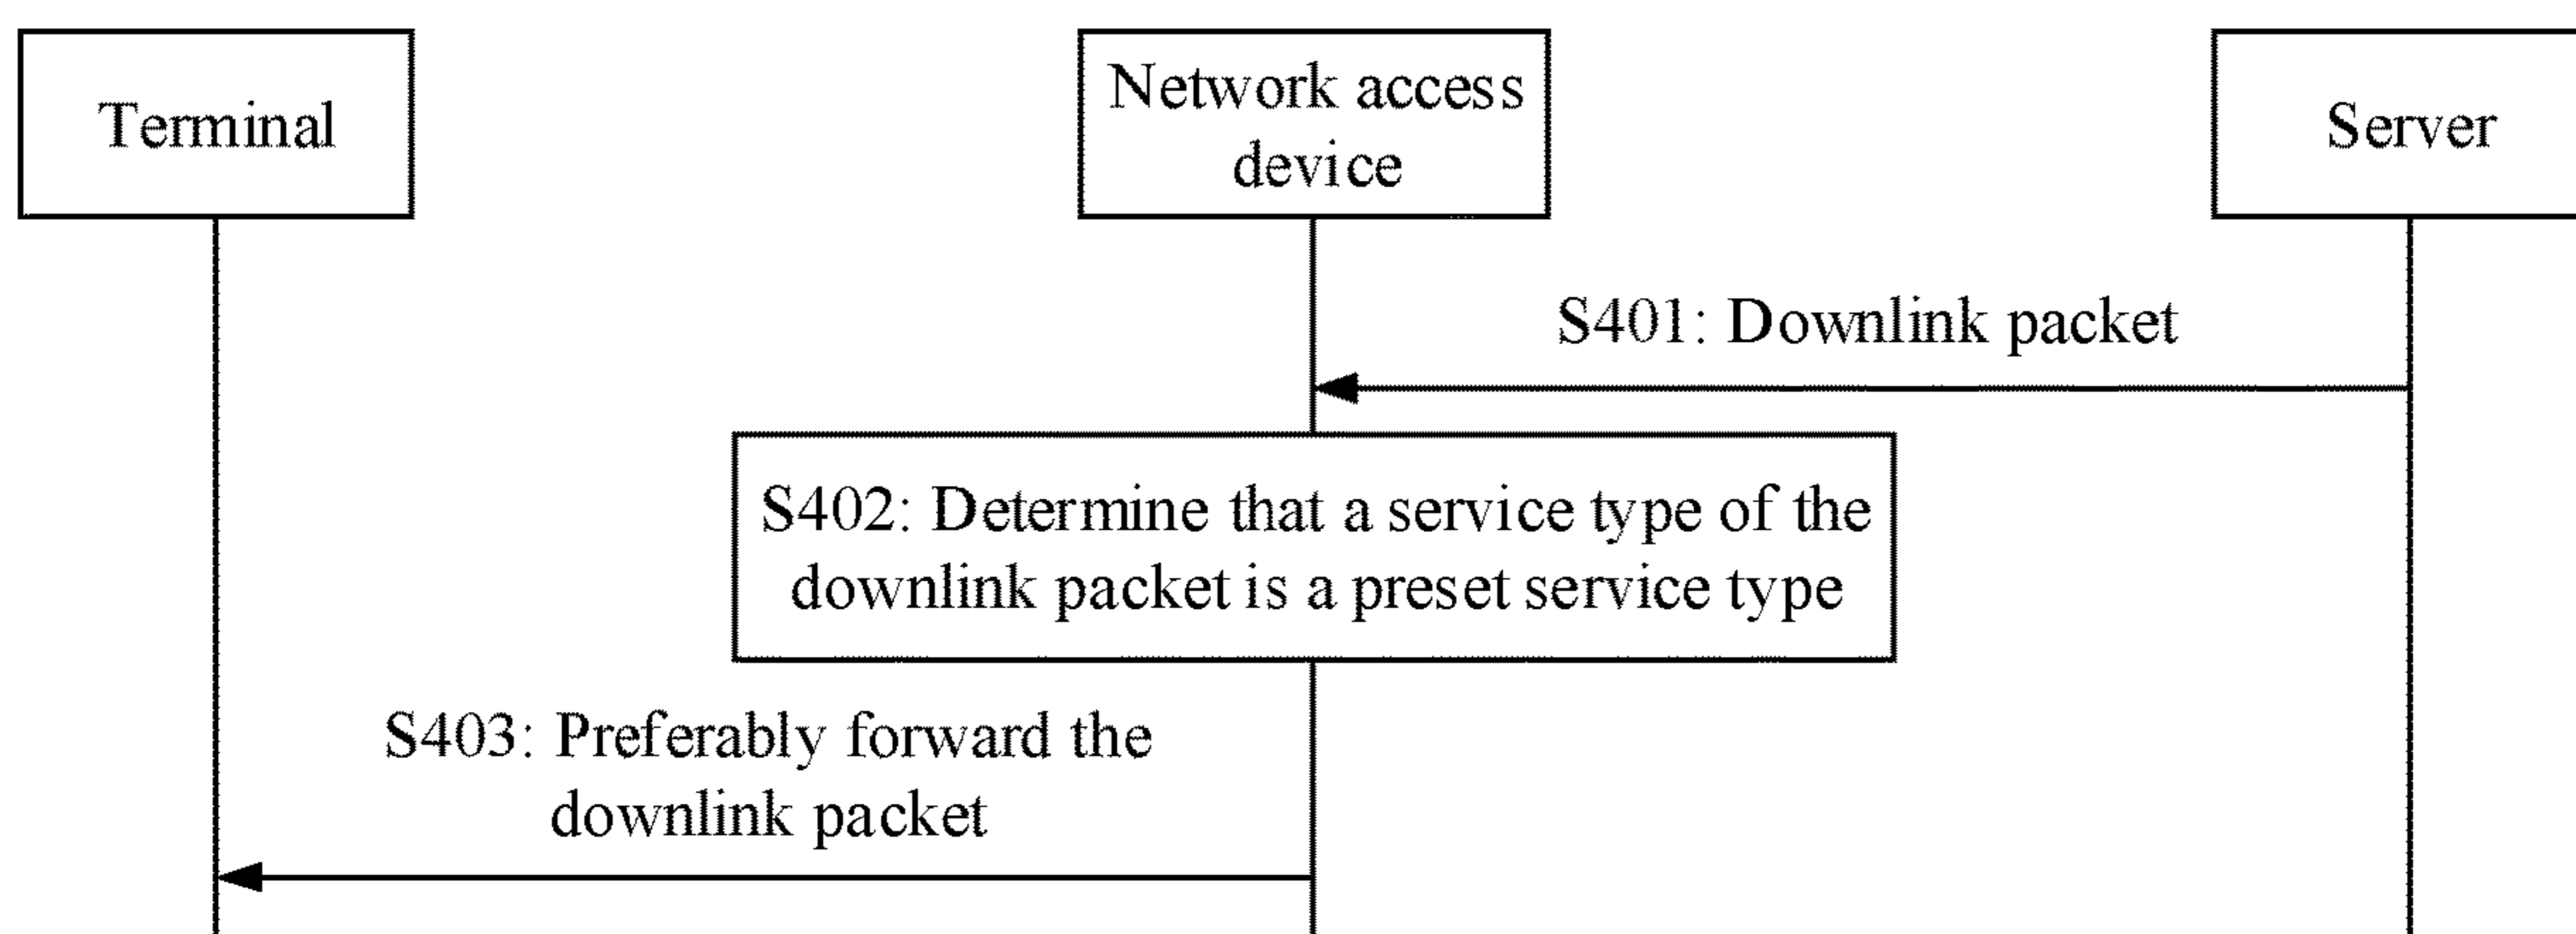 Terminal
Network access
device
Server
S401: Downlink packet
S402: Determine that a service type of the
downlink packet is a preset service type
S403: Preferably forward the
downlink packet